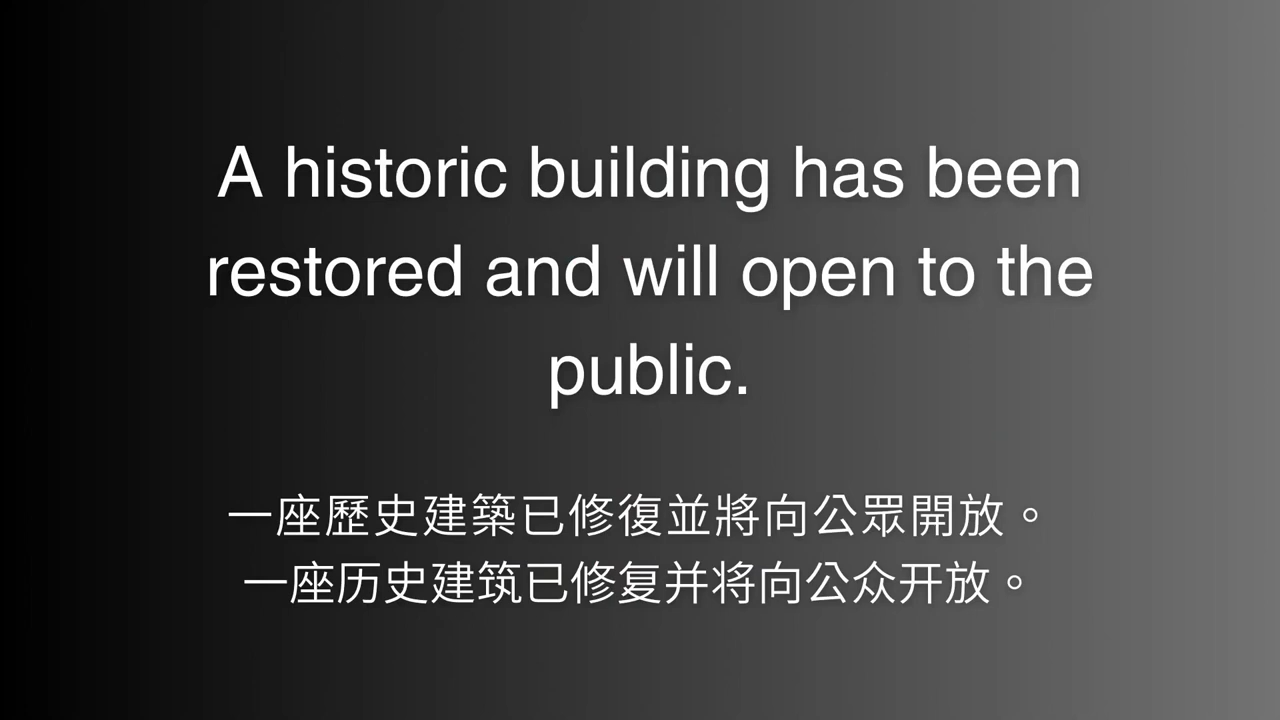 A historic building has been
restored and will open to the
public.
一座歷史建築已修復並將向公眾開放。
一座历史建筑已修复并将向公众开放。